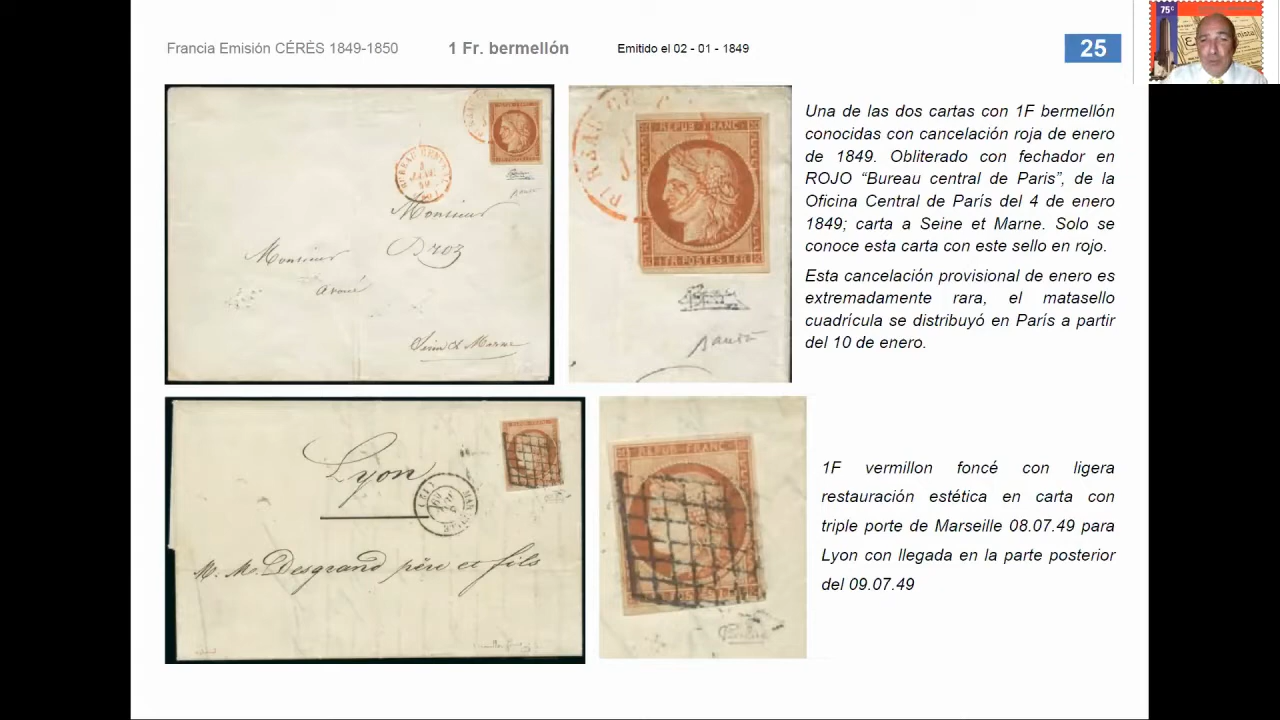 Francia Emisión CÉRÈS 1849-1850
1 Fr. bermellón
Emitido el 02 - 01 - 1849
25
75c
Una de las dos cartas con 1F bermellón
conocidas con cancelación roja de enero
de 1849. Obliterado con fechador en
ROJO “Bureau central de Paris”, de la
Oficina Central de París del 4 de enero
1849; carta a Seine et Marne. Solo se
conoce esta carta con este sello en rojo.
Esta cancelación provisional de enero es
extremadamente rara, el matasello
cuadrícula se distribuyó en París a partir
del 10 de enero.
Monsieur
Droz
Monsieur
avoué
Seine & Marne
REPUB FRANC
1 FR POSTES 1 FR
Lyon
M. M. Desgrand père et fils
REPUB FRANC
1F vermillon foncé con ligera
restauración estética en carta con
triple porte de Marseille 08.07.49 para
Lyon con llegada en la parte posterior
del 09.07.49